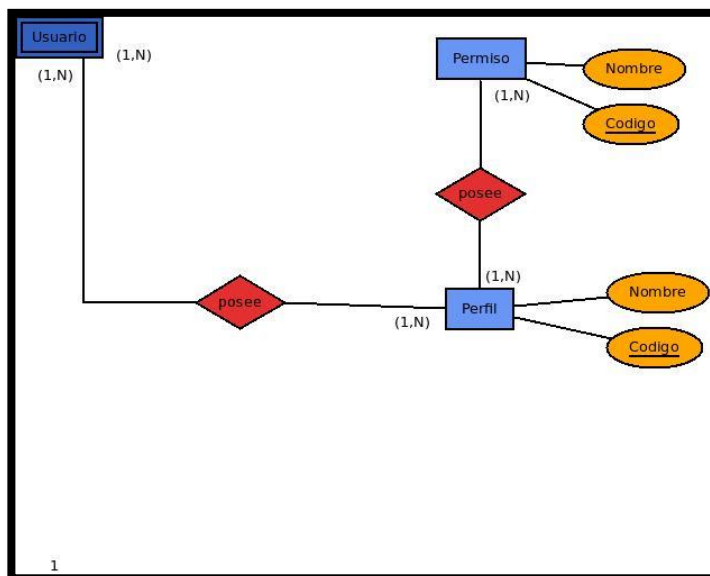 Usuario
(1,N)
(1,N)
Permiso
Nombre
(1,N)
Codigo
posee
(1,N)
Nombre
posee
(1,N)
Perfil
Codigo
1